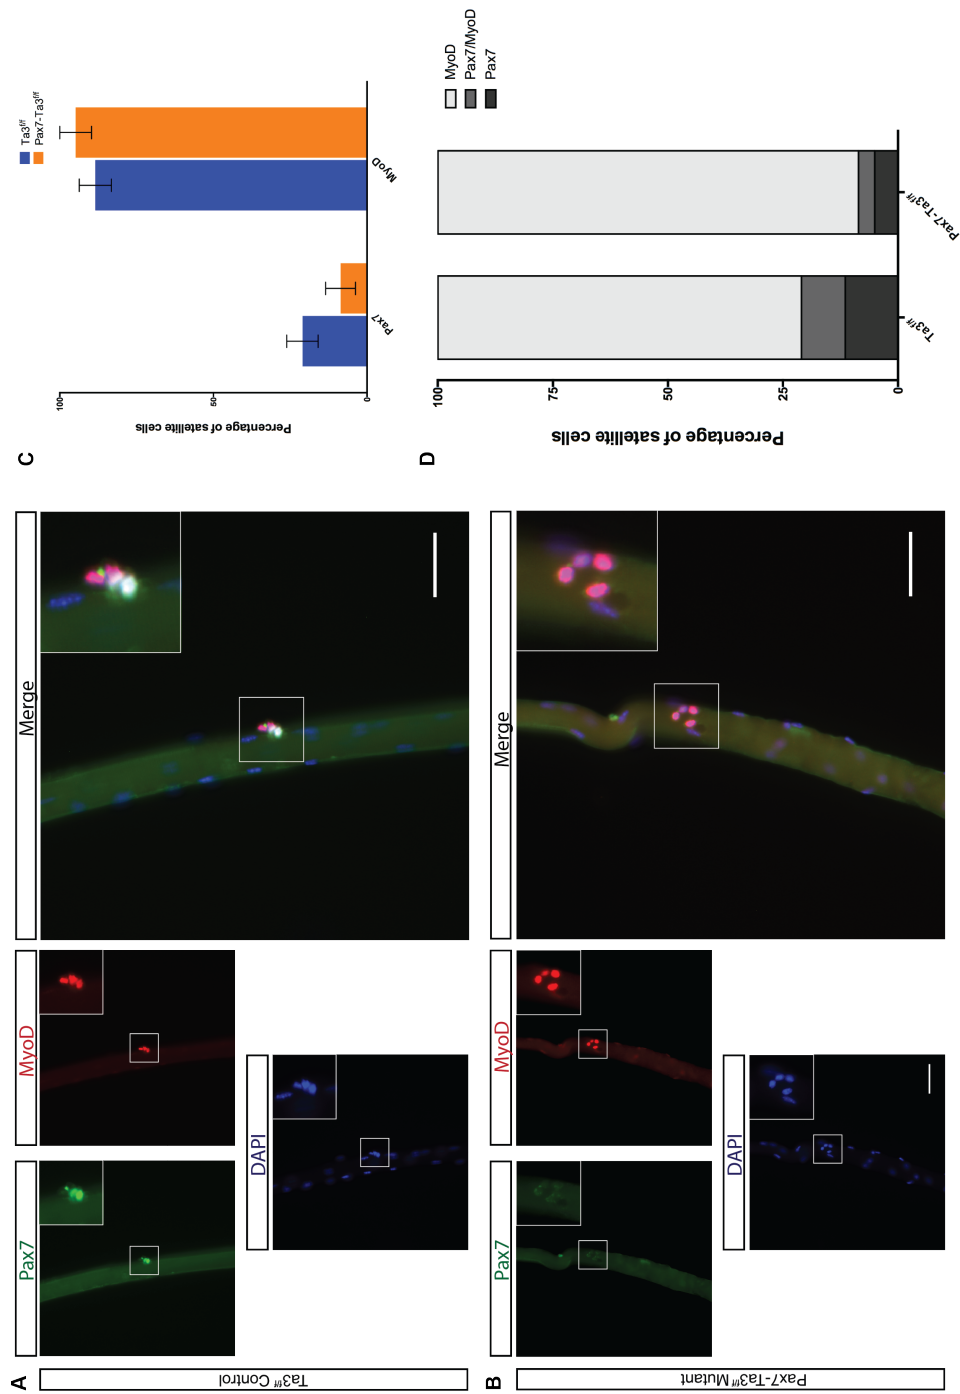 A
Ta3f/f Control
Pax7
MyoD
Merge
DAPI
B
Pax7-Ta3f/f Mutant
Pax7
MyoD
Merge
DAPI
C
Percentage of satellite cells
100
50
0
Pax7
MyoD
Ta3f/f
Pax7-Ta3f/f
D
Percentage of satellite cells
100
75
50
25
0
Ta3f/f
Pax7-Ta3f/f
MyoD
Pax7/MyoD
Pax7